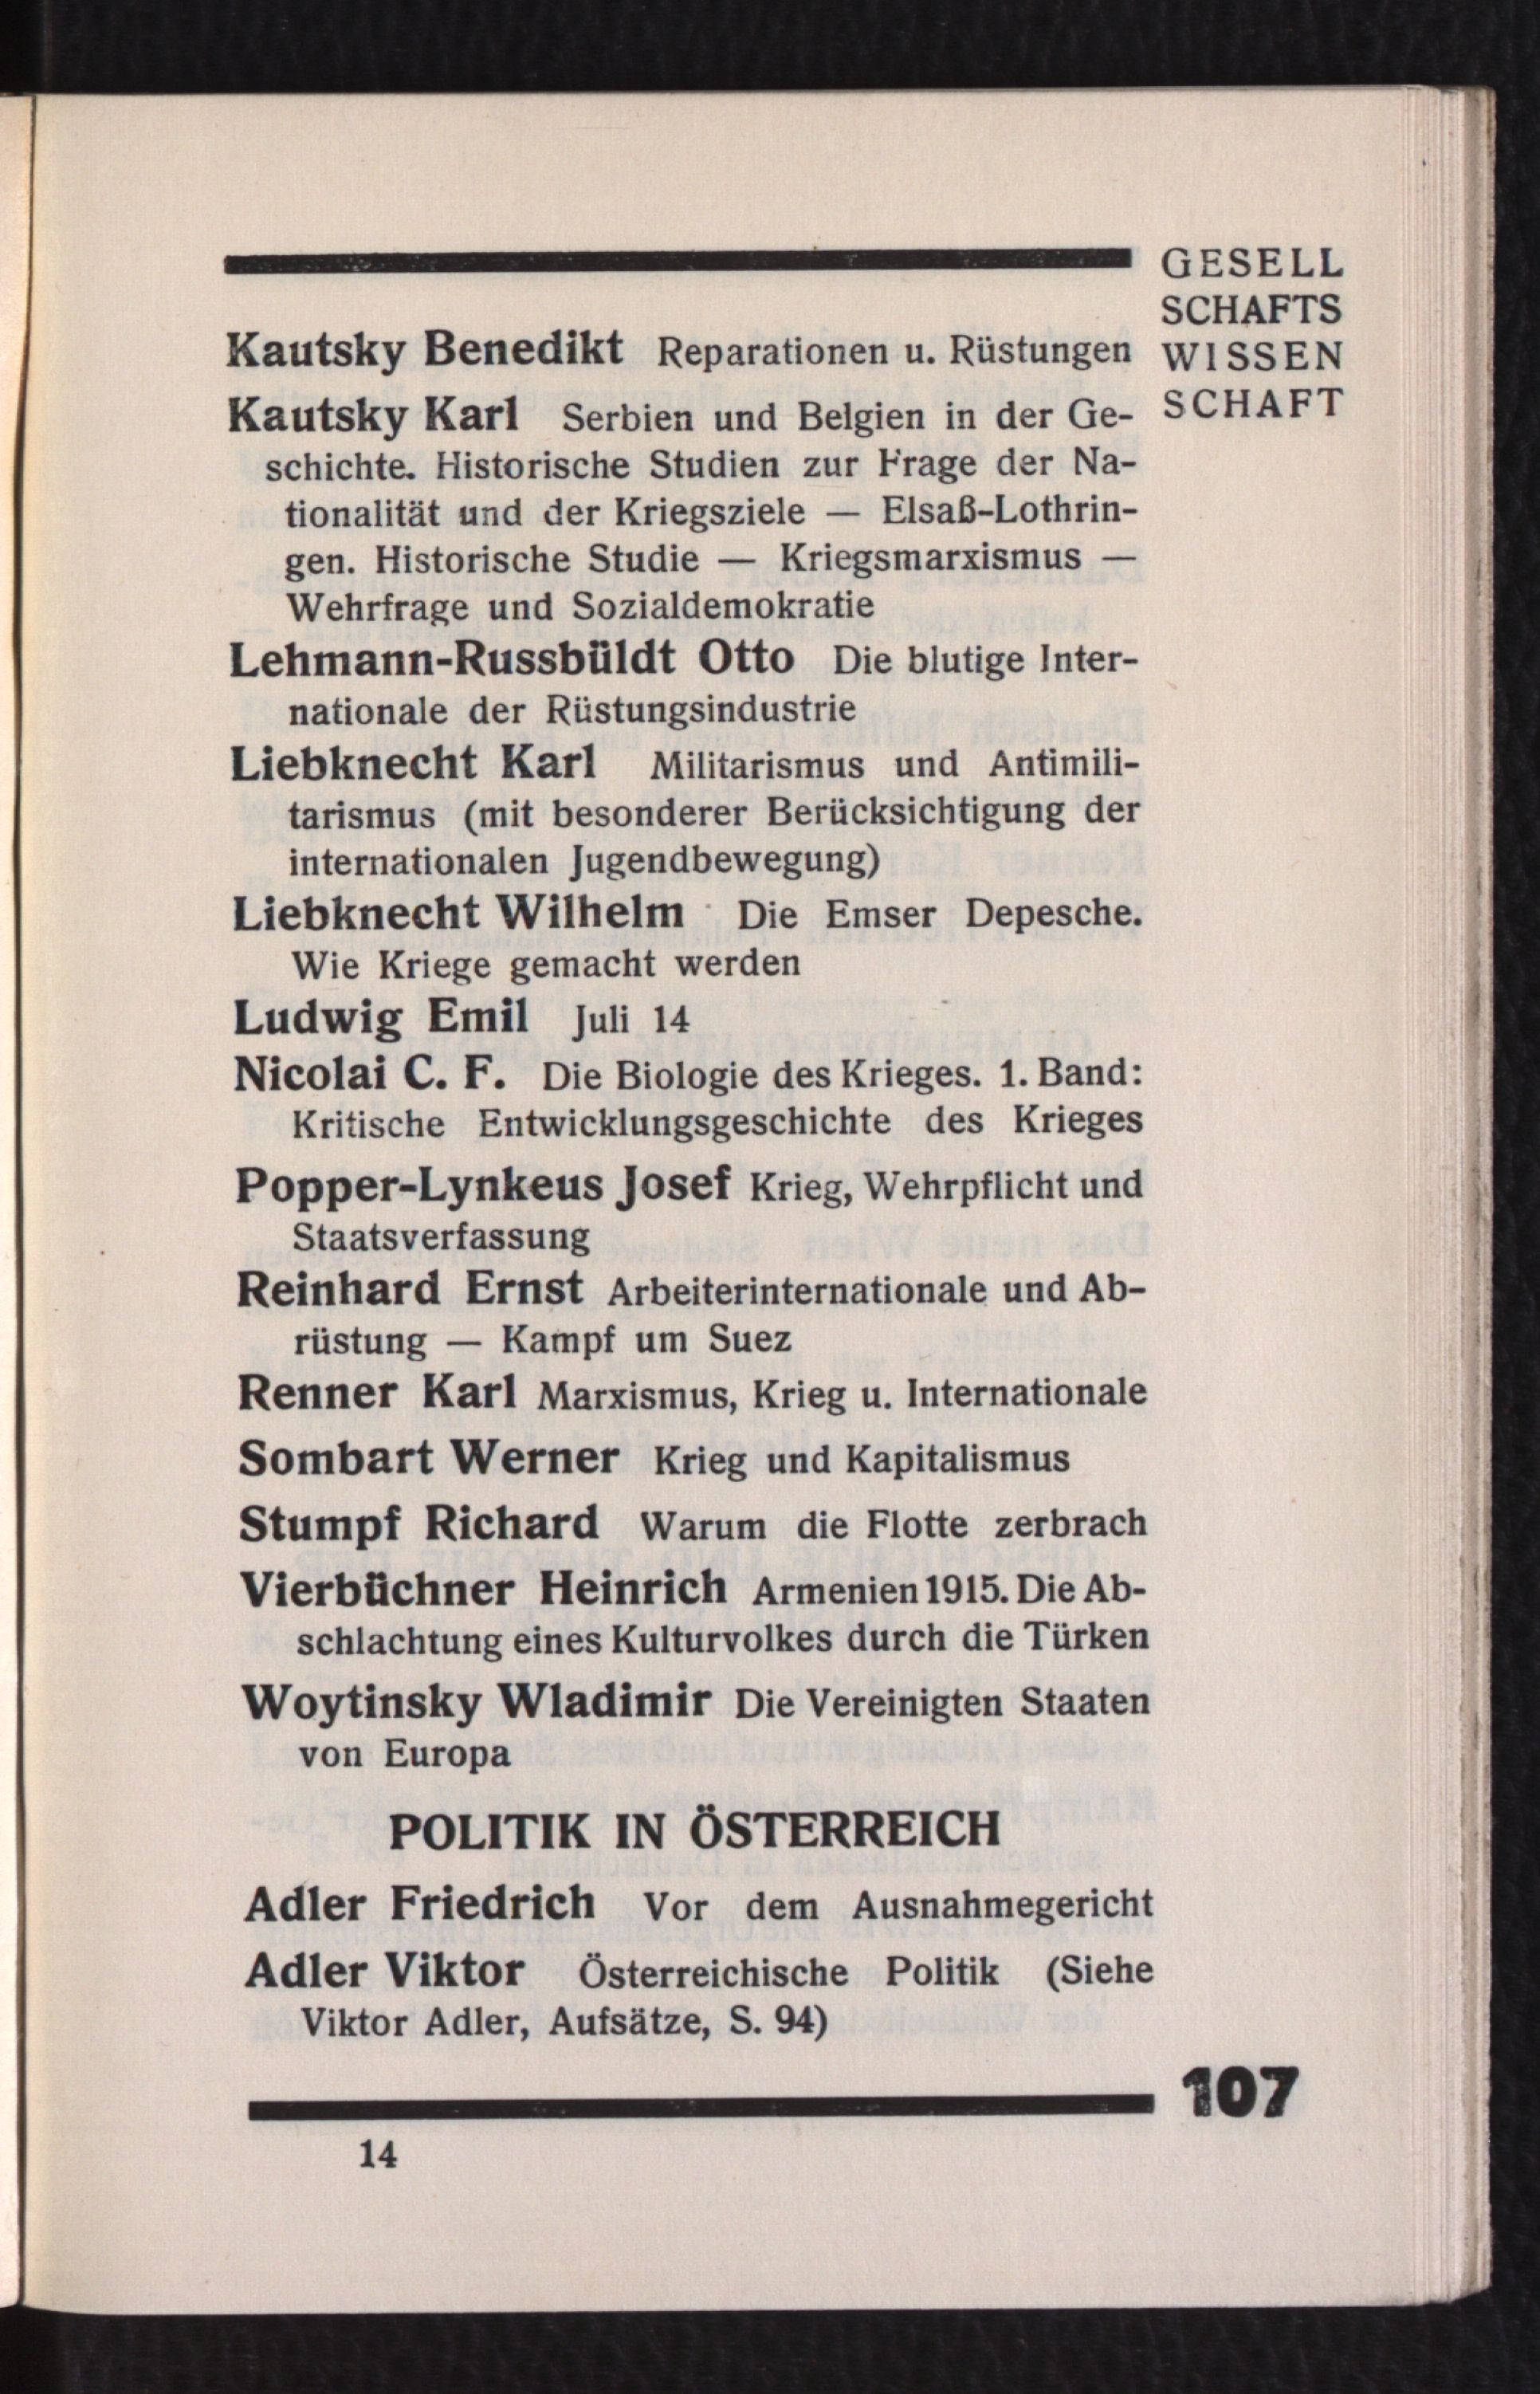 GESELL
SCHAFTS
WISSEN
SCHAFT
Kautsky Benedikt Reparationen u. Rüstungen
Kautsky Karl Serbien und Belgien in der Ge-
schichte. Historische Studien zur Frage der Na-
tionalität und der Kriegsziele — Elsaß-Lothrin-
gen. Historische Studie — Kriegsmarxismus —
Wehrfrage und Sozialdemokratie
Lehmann-Russbüldt Otto Die blutige Inter-
nationale der Rüstungsindustrie
Liebknecht Karl Militarismus und Antimili-
tarismus (mit besonderer Berücksichtigung der
internationalen Jugendbewegung)
Liebknecht Wilhelm Die Emser Depesche.
Wie Kriege gemacht werden
Ludwig Emil Juli 14
Nicolai C. F. Die Biologie des Krieges. 1. Band:
Kritische Entwicklungsgeschichte des Krieges
Popper-Lynkeus Josef Krieg, Wehrpflicht und
Staatsverfassung
Reinhard Ernst Arbeiterinternationale und Ab-
rüstung — Kampf um Suez
Renner Karl Marxismus, Krieg u. Internationale
Sombart Werner Krieg und Kapitalismus
Stumpf Richard Warum die Flotte zerbrach
Vierbüchner Heinrich Armenien 1915. Die Ab-
schlachtung eines Kulturvolkes durch die Türken
Woytinsky Wladimir Die Vereinigten Staaten
von Europa
POLITIK IN ÖSTERREICH
Adler Friedrich Vor dem Ausnahmegericht
Adler Viktor Österreichische Politik (Siehe
Viktor Adler, Aufsätze, S. 94)
107
14